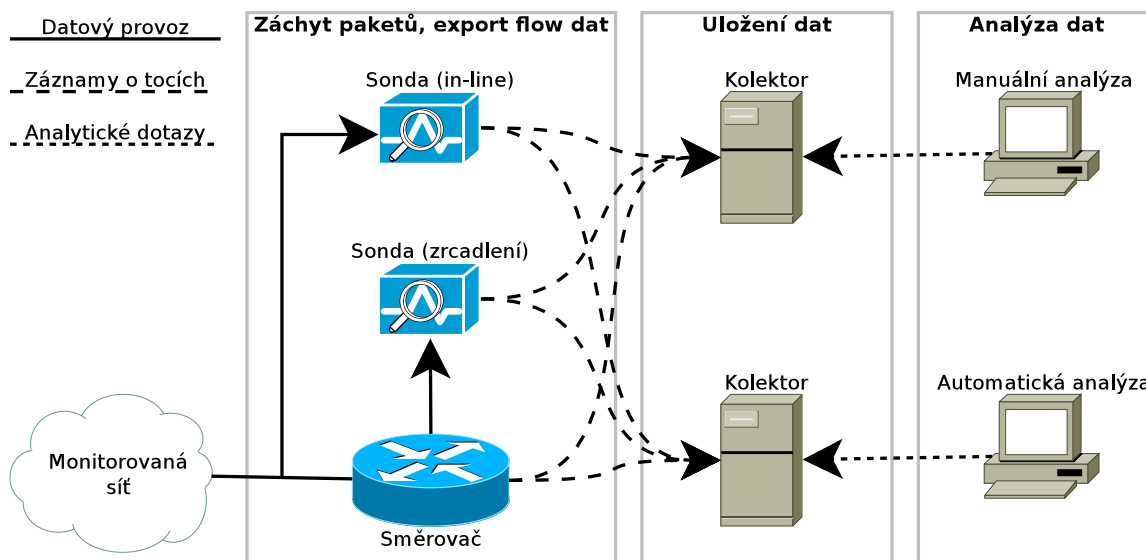 Datový provoz
Záznamy o tocích
Analytické dotazy
Záchyt paketů, export flow dat
Uložení dat
Analýza dat
Sonda (in-line)
Kolektor
Manuální analýza
Sonda (zrcadlení)
Kolektor
Automatická analýza
Monitorovaná
síť
Směrovač